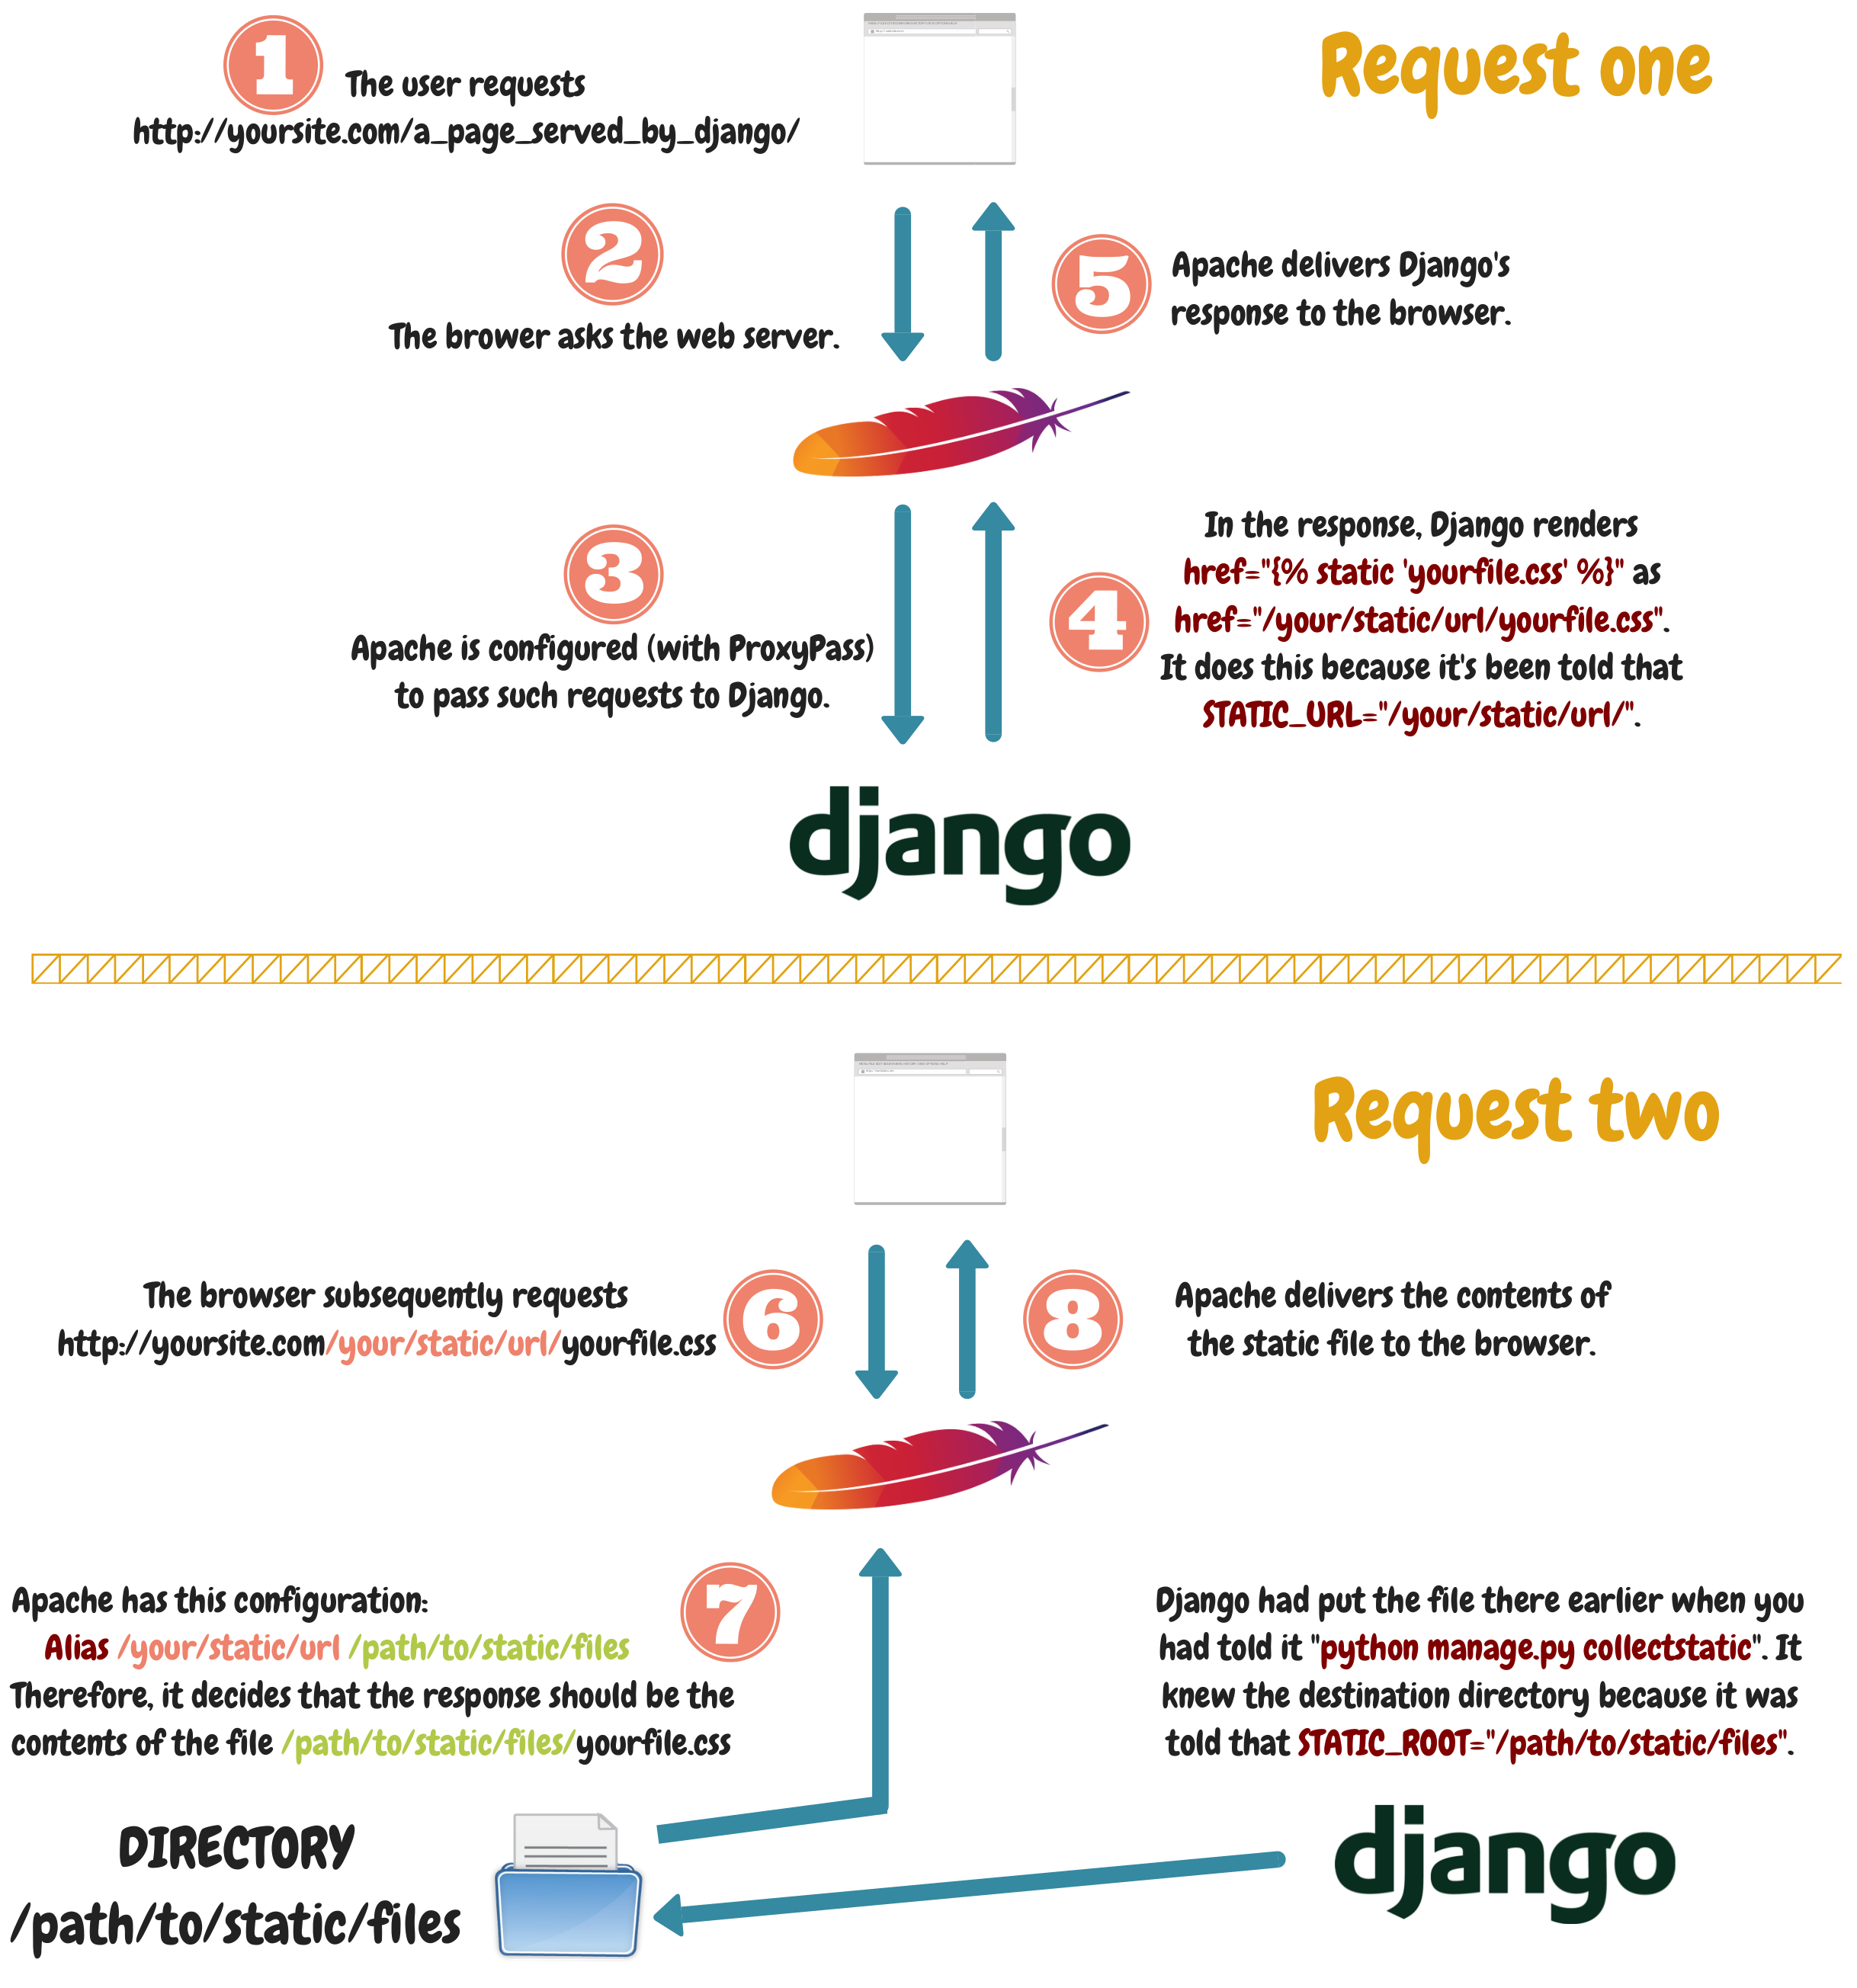 1
The user requests
http://yoursite.com/a_page_served_by_django/
Request one
2
The brower asks the web server.
5
Apache delivers Django's
response to the browser.
3
Apache is configured (with ProxyPass)
to pass such requests to Django.
4
In the response, Django renders
href="{% static 'yourfile.css' %}" as
href="/your/static/url/yourfile.css".
It does this because it's been told that
STATIC_URL="/your/static/url/".
django
Request two
The browser subsequently requests
http://yoursite.com/your/static/url/yourfile.css
6
8
Apache delivers the contents of
the static file to the browser.
7
Apache has this configuration:
Alias /your/static/url /path/to/static/files
Therefore, it decides that the response should be the
contents of the file /path/to/static/files/yourfile.css
Django had put the file there earlier when you
had told it "python manage.py collectstatic". It
knew the destination directory because it was
told that STATIC_ROOT="/path/to/static/files".
DIRECTORY
/path/to/static/files
django